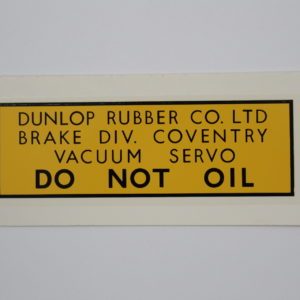 DUNLOP RUBBER CO. LTD
BRAKE DIV. COVENTRY
VACUUM SERVO
DO NOT OIL